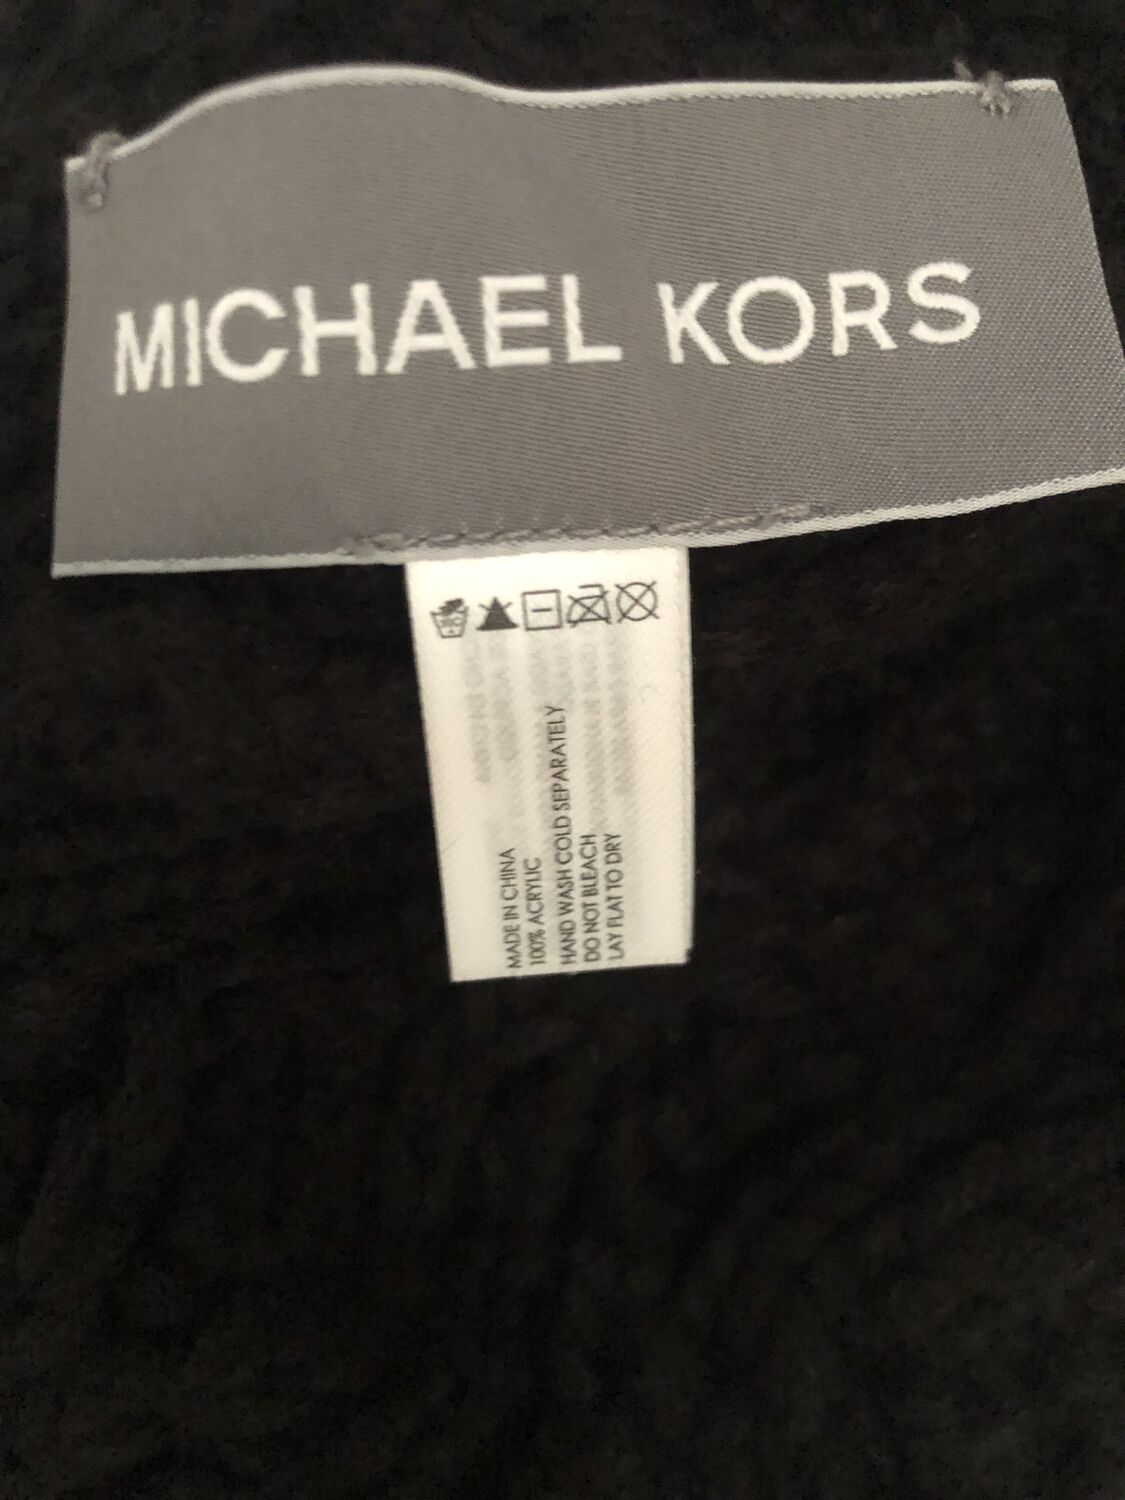 MICHAEL KORS
MADE IN CHINA
100% ACRYLIC
HAND WASH COLD SEPARATELY
DO NOT BLEACH
LAY FLAT TO DRY